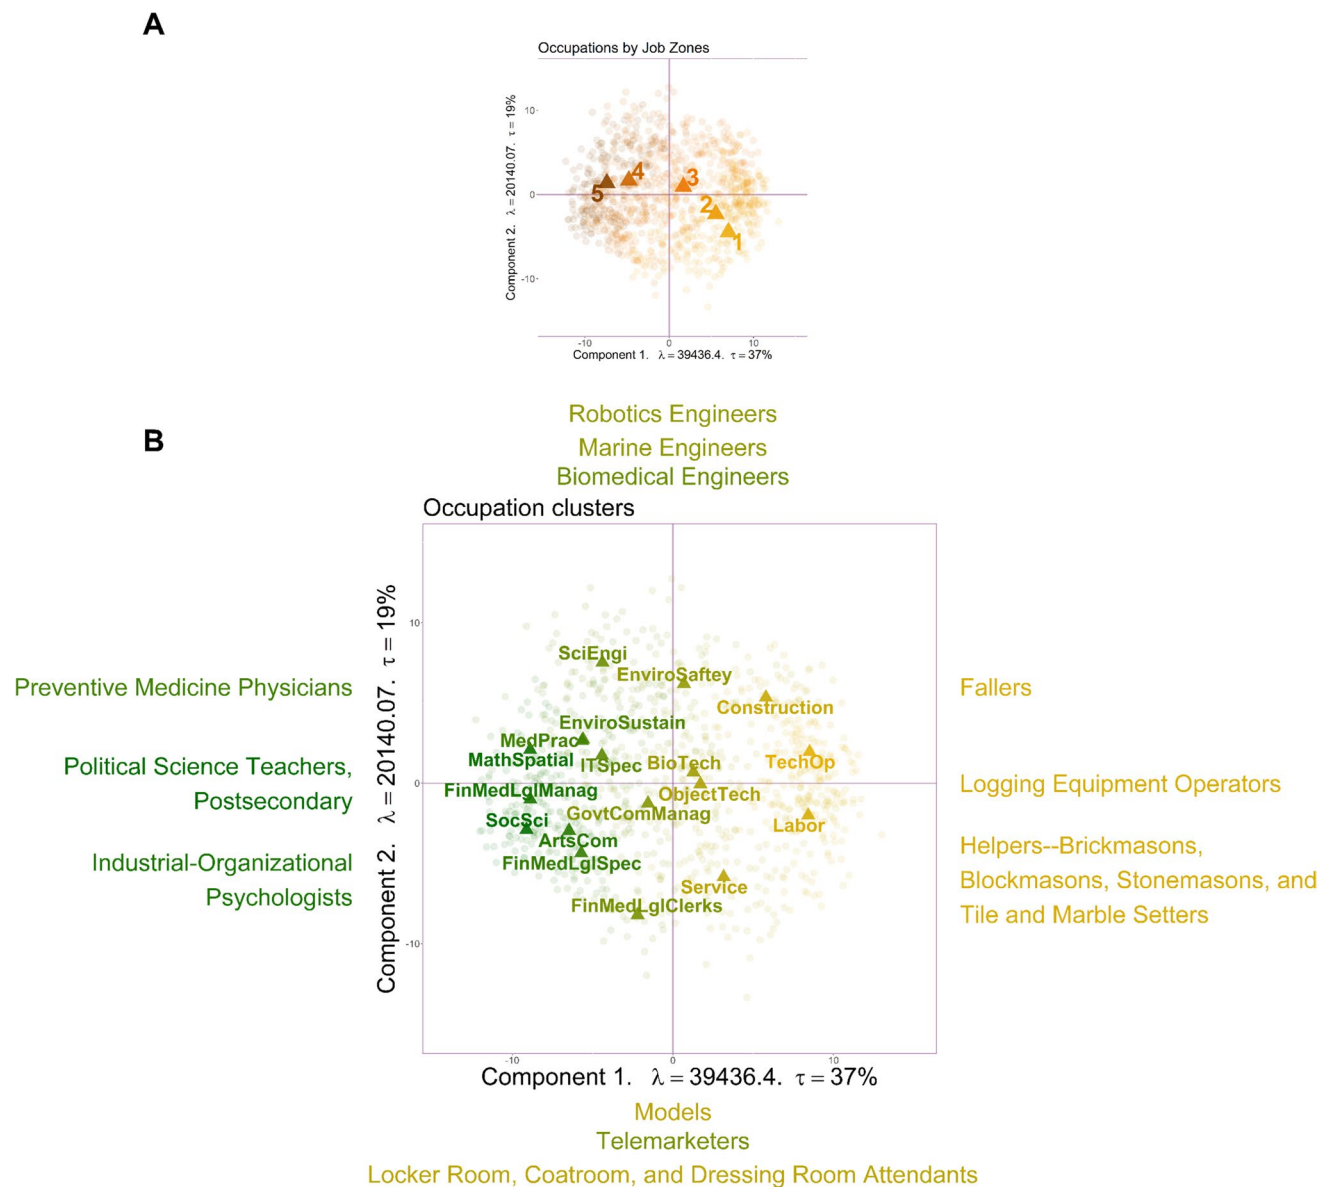 A
Occupations by Job Zones
Component 2.   λ = 20140.07.   τ = 19%
10
0
-10
5
4
3
2
1
-10
0
10
Component 1.   λ = 39436.4.   τ = 37%
B
Robotics Engineers
Marine Engineers
Biomedical Engineers
Occupation clusters
Preventive Medicine Physicians
Political Science Teachers,
Postsecondary
Industrial-Organizational
Psychologists
Component 2.   λ = 20140.07.   τ = 19%
10
0
-10
SciEngi
EnviroSaftey
Construction
EnviroSustain
MedPrac
MathSpatial
ITSpec
BioTech
TechOp
FinMedLglManag
ObjectTech
GovtComManag
SocSci
Labor
ArtsCom
FinMedLglSpec
Service
FinMedLglClerks
Fallers
Logging Equipment Operators
Helpers--Brickmasons,
Blockmasons, Stonemasons, and
Tile and Marble Setters
-10
0
10
Component 1.   λ = 39436.4.   τ = 37%
Models
Telemarketers
Locker Room, Coatroom, and Dressing Room Attendants